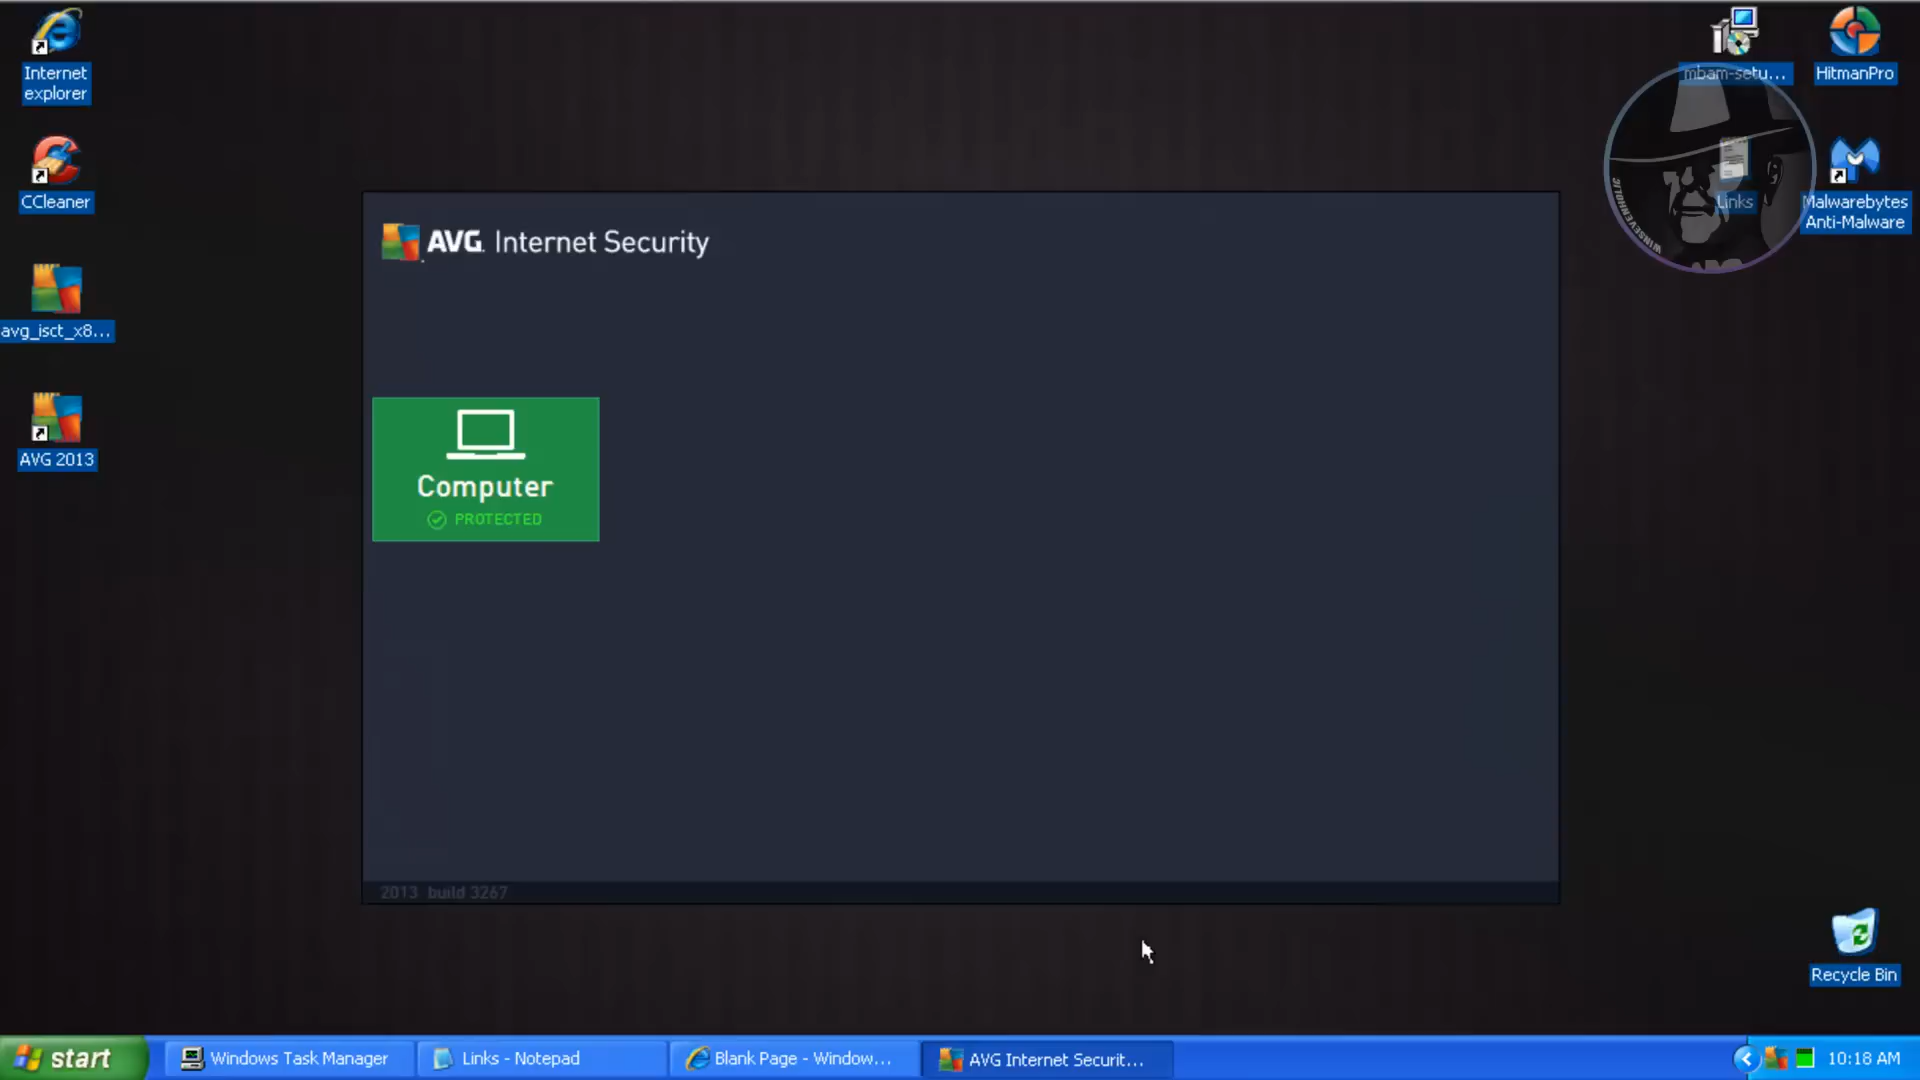 Internet
explorer
CCleaner
avg_isct_x8...
AVG 2013
mbam-setu...
HitmanPro
Links
Malwarebytes
Anti-Malware
AVG Internet Security
Computer
PROTECTED
2013 build 3267
Recycle Bin
start
Windows Task Manager
Links - Notepad
Blank Page - Window...
AVG Internet Securit...
10:18 AM